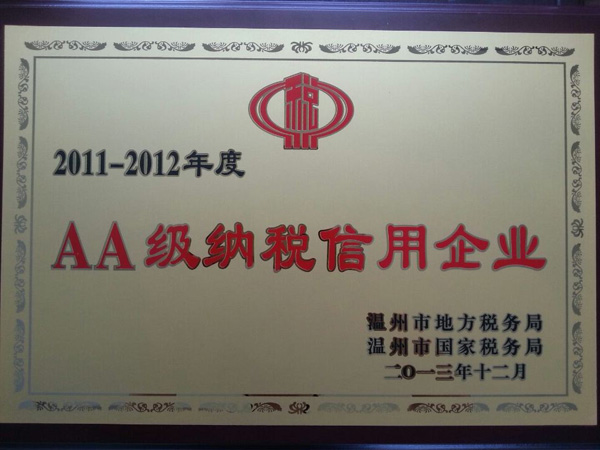 税
2011-2012年度
AA级纳税信用企业
温州市地方税务局
温州市国家税务局
二〇一三年十二月